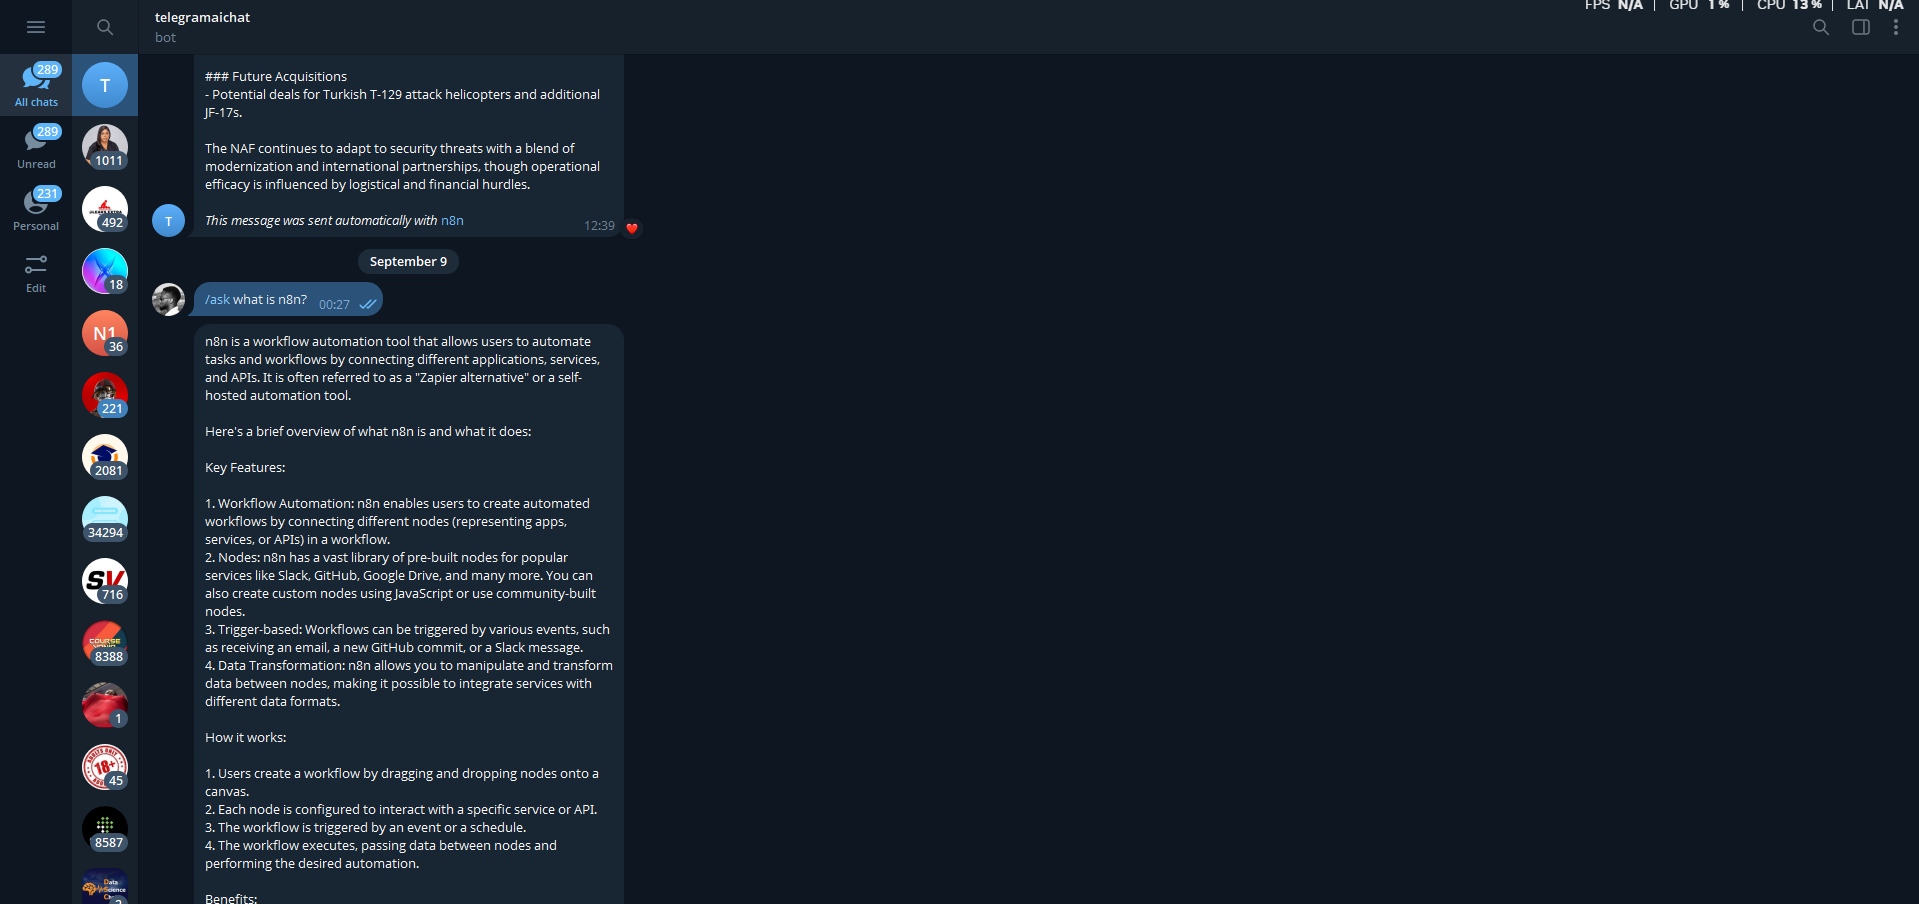 FPS N/A | GPU 1 % | CPU 13 % | LAT N/A
telegramaichat
bot
289
All chats
289
Unread
231
Personal
Edit
T
1011
492
18
N1
36
221
2081
34294
SV
716
COURSE
8388
1
18+
45
8587
Data
Science
### Future Acquisitions
- Potential deals for Turkish T-129 attack helicopters and additional
JF-17s.
The NAF continues to adapt to security threats with a blend of
modernization and international partnerships, though operational
efficacy is influenced by logistical and financial hurdles.
This message was sent automatically with n8n
12:39
T
September 9
/ask what is n8n? 00:27
n8n is a workflow automation tool that allows users to automate
tasks and workflows by connecting different applications, services,
and APIs. It is often referred to as a "Zapier alternative" or a self-
hosted automation tool.
Here's a brief overview of what n8n is and what it does:
Key Features:
1. Workflow Automation: n8n enables users to create automated
workflows by connecting different nodes (representing apps,
services, or APIs) in a workflow.
2. Nodes: n8n has a vast library of pre-built nodes for popular
services like Slack, GitHub, Google Drive, and many more. You can
also create custom nodes using JavaScript or use community-built
nodes.
3. Trigger-based: Workflows can be triggered by various events, such
as receiving an email, a new GitHub commit, or a Slack message.
4. Data Transformation: n8n allows you to manipulate and transform
data between nodes, making it possible to integrate services with
different data formats.
How it works:
1. Users create a workflow by dragging and dropping nodes onto a
canvas.
2. Each node is configured to interact with a specific service or API.
3. The workflow is triggered by an event or a schedule.
4. The workflow executes, passing data between nodes and
performing the desired automation.
Benefits: